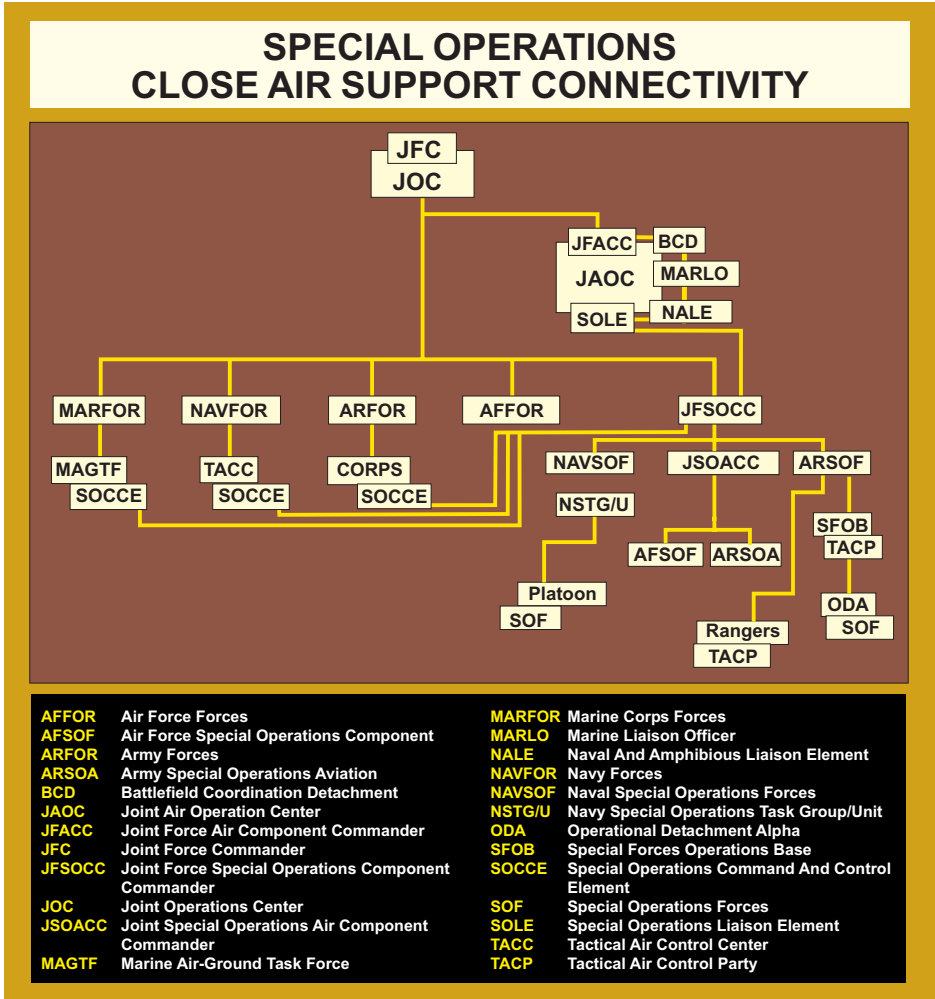 SPECIAL OPERATIONS
CLOSE AIR SUPPORT CONNECTIVITY
JFC
JOC
JFACC
BCD
JAOC
MARLO
SOLE
NALE
MARFOR
NAVFOR
ARFOR
AFFOR
JFSOCC
MAGTF
SOCCE
TACC
SOCCE
CORPS
SOCCE
NAVSOF
JSOACC
ARSOF
NSTG/U
SFOB
TACP
AFSOF
ARSOA
Platoon
SOF
ODA
SOF
Rangers
TACP
AFFOR Air Force Forces
AFSOF Air Force Special Operations Component
ARFOR Army Forces
ARSOA Army Special Operations Aviation
BCD Battlefield Coordination Detachment
JAOC Joint Air Operation Center
JFACC Joint Force Air Component Commander
JFC Joint Force Commander
JFSOCC Joint Force Special Operations Component
Commander
JOC Joint Operations Center
JSOACC Joint Special Operations Air Component
Commander
MAGTF Marine Air-Ground Task Force
MARFOR Marine Corps Forces
MARLO Marine Liaison Officer
NALE Naval And Amphibious Liaison Element
NAVFOR Navy Forces
NAVSOF Naval Special Operations Forces
NSTG/U Navy Special Operations Task Group/Unit
ODA Operational Detachment Alpha
SFOB Special Forces Operations Base
SOCCE Special Operations Command And Control
Element
SOF Special Operations Forces
SOLE Special Operations Liaison Element
TACC Tactical Air Control Center
TACP Tactical Air Control Party